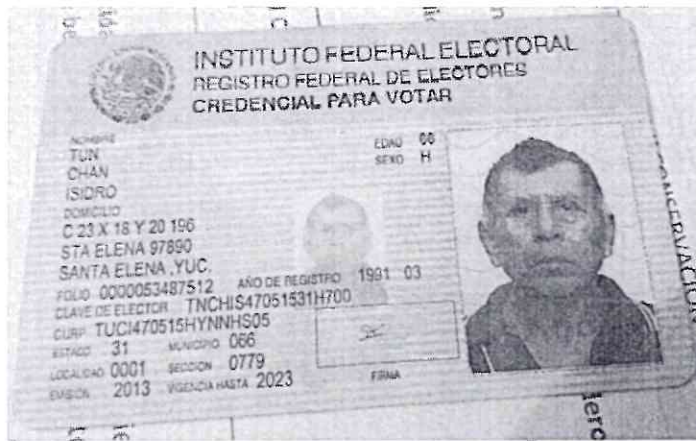 INSTITUTO FEDERAL ELECTORAL
REGISTRO FEDERAL DE ELECTORES
CREDENCIAL PARA VOTAR
NOMBRE
TUN
CHAN
ISIDRO
EDAD
SEXO H
DOMICILIO
C 23 X 18 Y 20 196
STA ELENA 97890
SANTA ELENA ,YUC.
FOLIO 0000053487512 AÑO DE REGISTRO 1991 03
CLAVE DE ELECTOR TNCHIS47051531H700
CURP TUCI470515HYNNHS05
ESTADO 31 MUNICIPIO 066
LOCALIDAD 0001 SECCION 0779
EMISIÓN 2013 VIGENCIA HASTA 2023
FIRMA